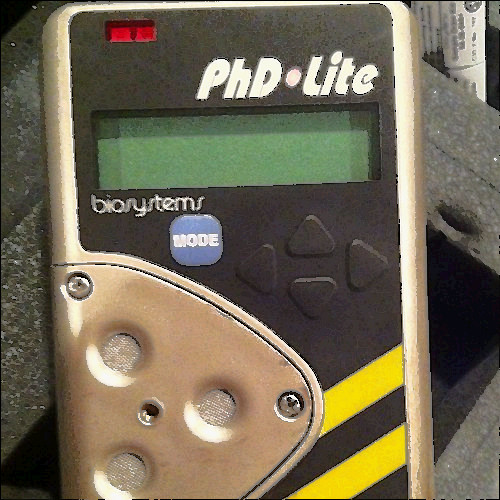 PhD Lite
biosystems
MODE